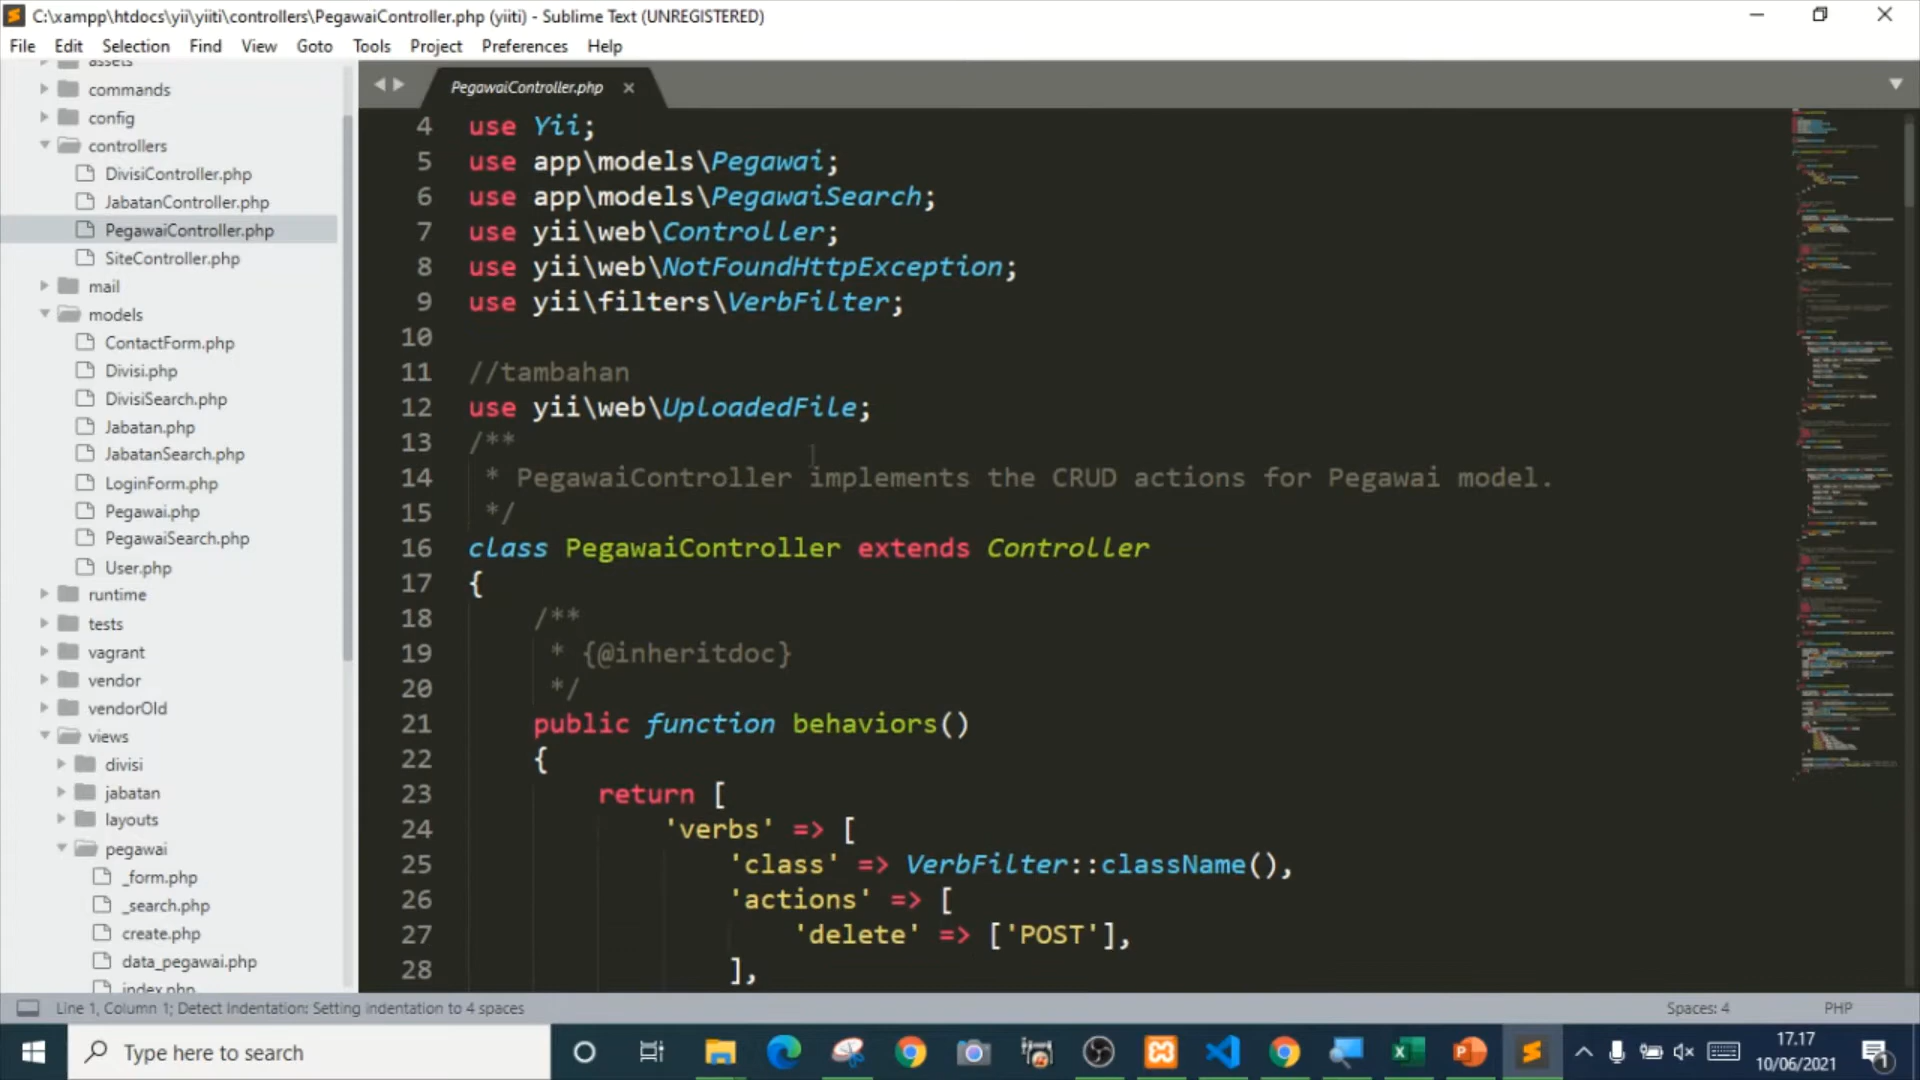 C:\xampp\htdocs\yii\yiiti\controllers\PegawaiController.php (yiiti) - Sublime Text (UNREGISTERED)
File Edit Selection Find View Goto Tools Project Preferences Help
assets
commands
config
controllers
DivisiController.php
JabatanController.php
PegawaiController.php
SiteController.php
mail
models
ContactForm.php
Divisi.php
DivisiSearch.php
Jabatan.php
JabatanSearch.php
LoginForm.php
Pegawai.php
PegawaiSearch.php
User.php
runtime
tests
vagrant
vendor
vendorOld
views
divisi
jabatan
layouts
pegawai
_form.php
_search.php
create.php
data_pegawai.php
index.php
PegawaiController.php ×
4 use Yii;
5 use app\models\Pegawai;
6 use app\models\PegawaiSearch;
7 use yii\web\Controller;
8 use yii\web\NotFoundHttpException;
9 use yii\filters\VerbFilter;
10
11 //tambahan
12 use yii\web\UploadedFile;
13 /**
14 * PegawaiController implements the CRUD actions for Pegawai model.
15 */
16 class PegawaiController extends Controller
17 {
18 /**
19 * {@inheritdoc}
20 */
21 public function behaviors()
22 {
23 return [
24 'verbs' => [
25 'class' => VerbFilter::className(),
26 'actions' => [
27 'delete' => ['POST'],
28 ],
Line 1, Column 1; Detect Indentation: Setting indentation to 4 spaces
Spaces: 4
PHP
Type here to search
17.17
10/06/2021
1